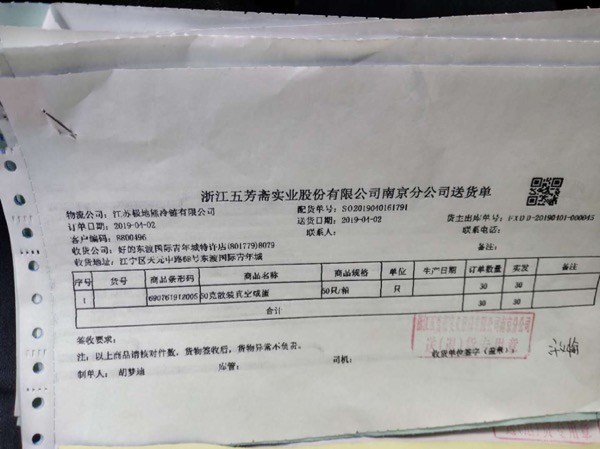 浙江五芳斋实业股份有限公司南京分公司送货单
物流公司：江苏极地熊冷链有限公司 配货单号：SO2019040161791
订单日期：2019-04-02 送货日期：2019-04-02 货主出库单号：FXDD-20190401-000045
客户编码：8800496 联系人： 联系电话：
收货公司：好的东波国际青年城特许店(801779)8079 备注：
收货地址：江宁区天元中路68号东波国际青年城
序号 货号 商品条形码 商品名称 商品规格 单位 生产日期 订单数量 实发 备注
1 690761912005 50克散装真空咸蛋 50只/箱 只 30 30
合计 30 30
签收要求：
注：以上商品请核对件数，货物签收后，货物异常不负责。
制单人：胡梦迪 库管： 司机： 收货单位签字（盖章）：